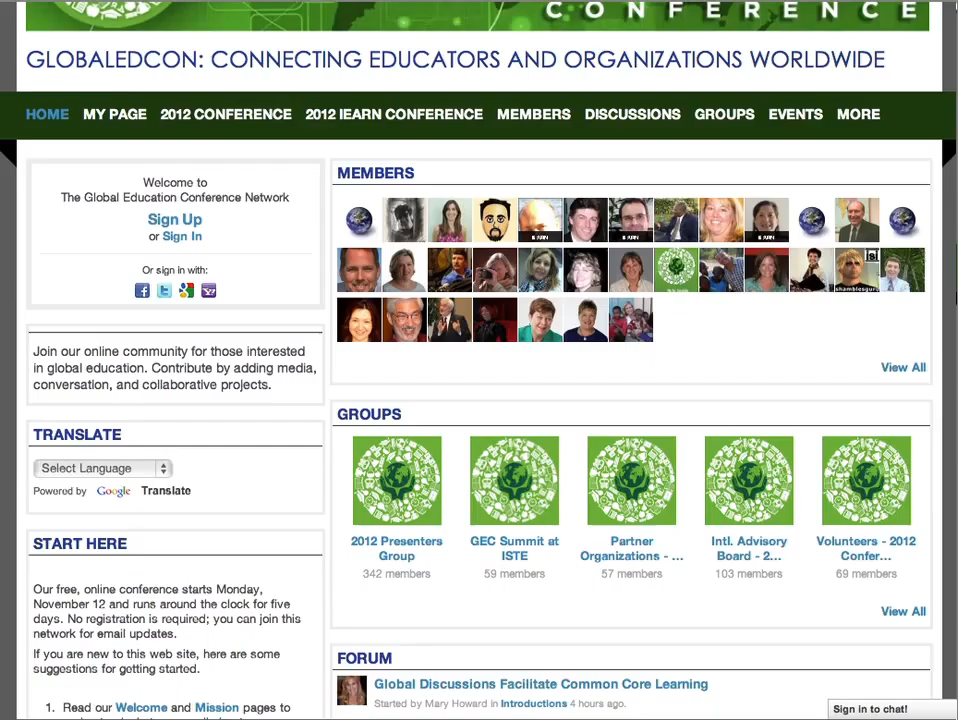 CONFERENCE
GLOBALEDCON: CONNECTING EDUCATORS AND ORGANIZATIONS WORLDWIDE
HOME MY PAGE 2012 CONFERENCE 2012 IEARN CONFERENCE MEMBERS DISCUSSIONS GROUPS EVENTS MORE
Welcome to
The Global Education Conference Network
Sign Up
or Sign In
Or sign in with:
Join our online community for those interested
in global education. Contribute by adding media,
conversation, and collaborative projects.
TRANSLATE
Select Language
Powered by Google Translate
START HERE
Our free, online conference starts Monday,
November 12 and runs around the clock for five
days. No registration is required; you can join this
network for email updates.
If you are new to this web site, here are some
suggestions for getting started.
1. Read our Welcome and Mission pages to
MEMBERS
isi
shamblesguru
View All
GROUPS
2012 Presenters
Group
342 members
GEC Summit at
ISTE
59 members
Partner
Organizations - ...
57 members
Intl. Advisory
Board - 2...
103 members
Volunteers - 2012
Confer...
69 members
View All
FORUM
Global Discussions Facilitate Common Core Learning
Started by Mary Howard in Introductions 4 hours ago.
Sign in to chat!